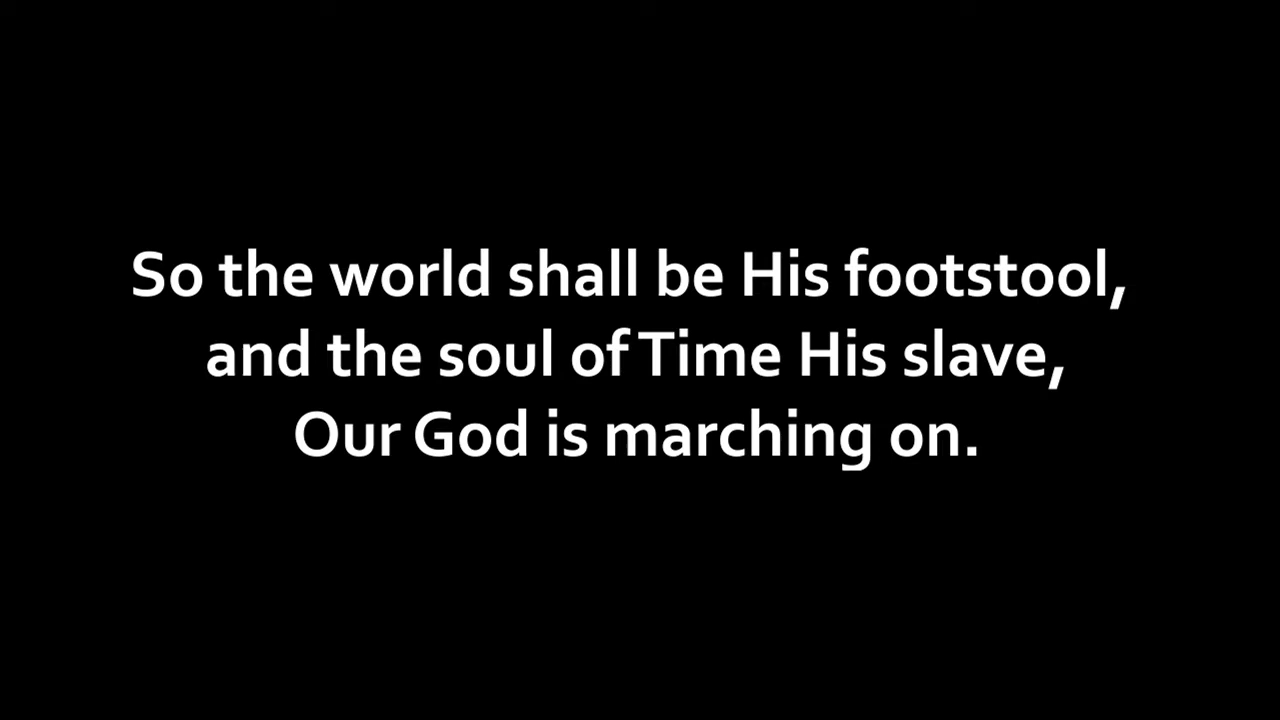 So the world shall be His footstool,
and the soul of Time His slave,
Our God is marching on.